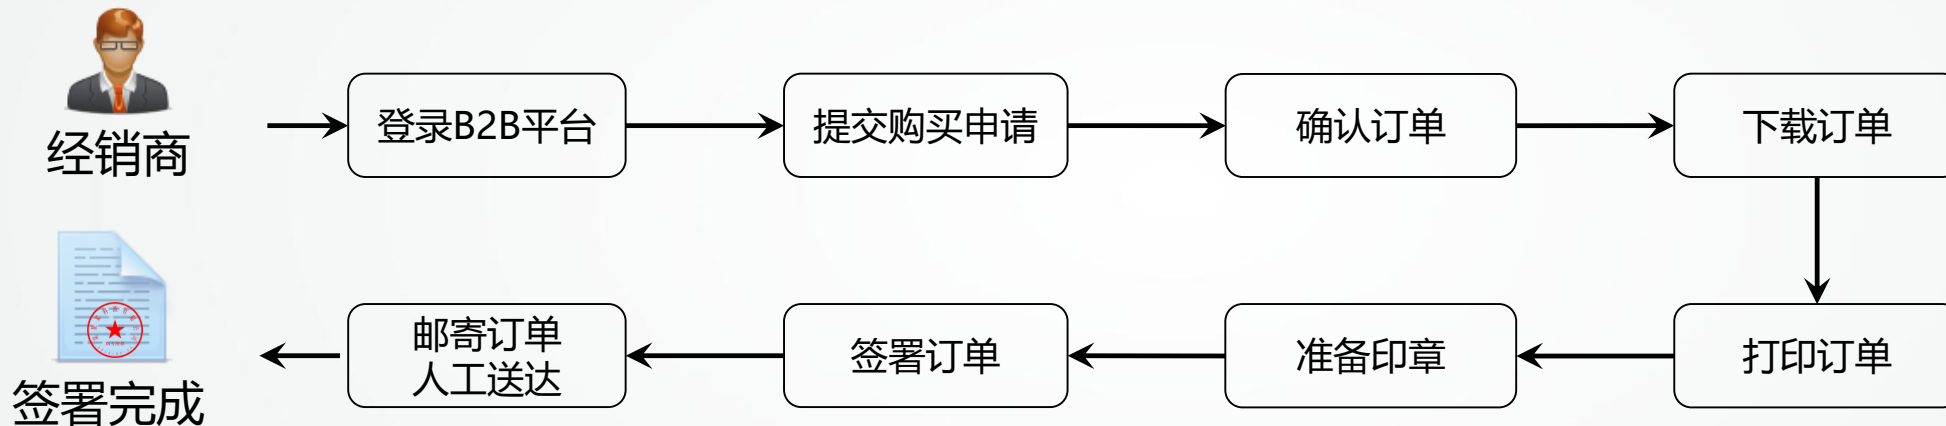 经销商
登录B2B平台
提交购买申请
确认订单
下载订单
打印订单
准备印章
签署订单
邮寄订单
人工送达
签署完成